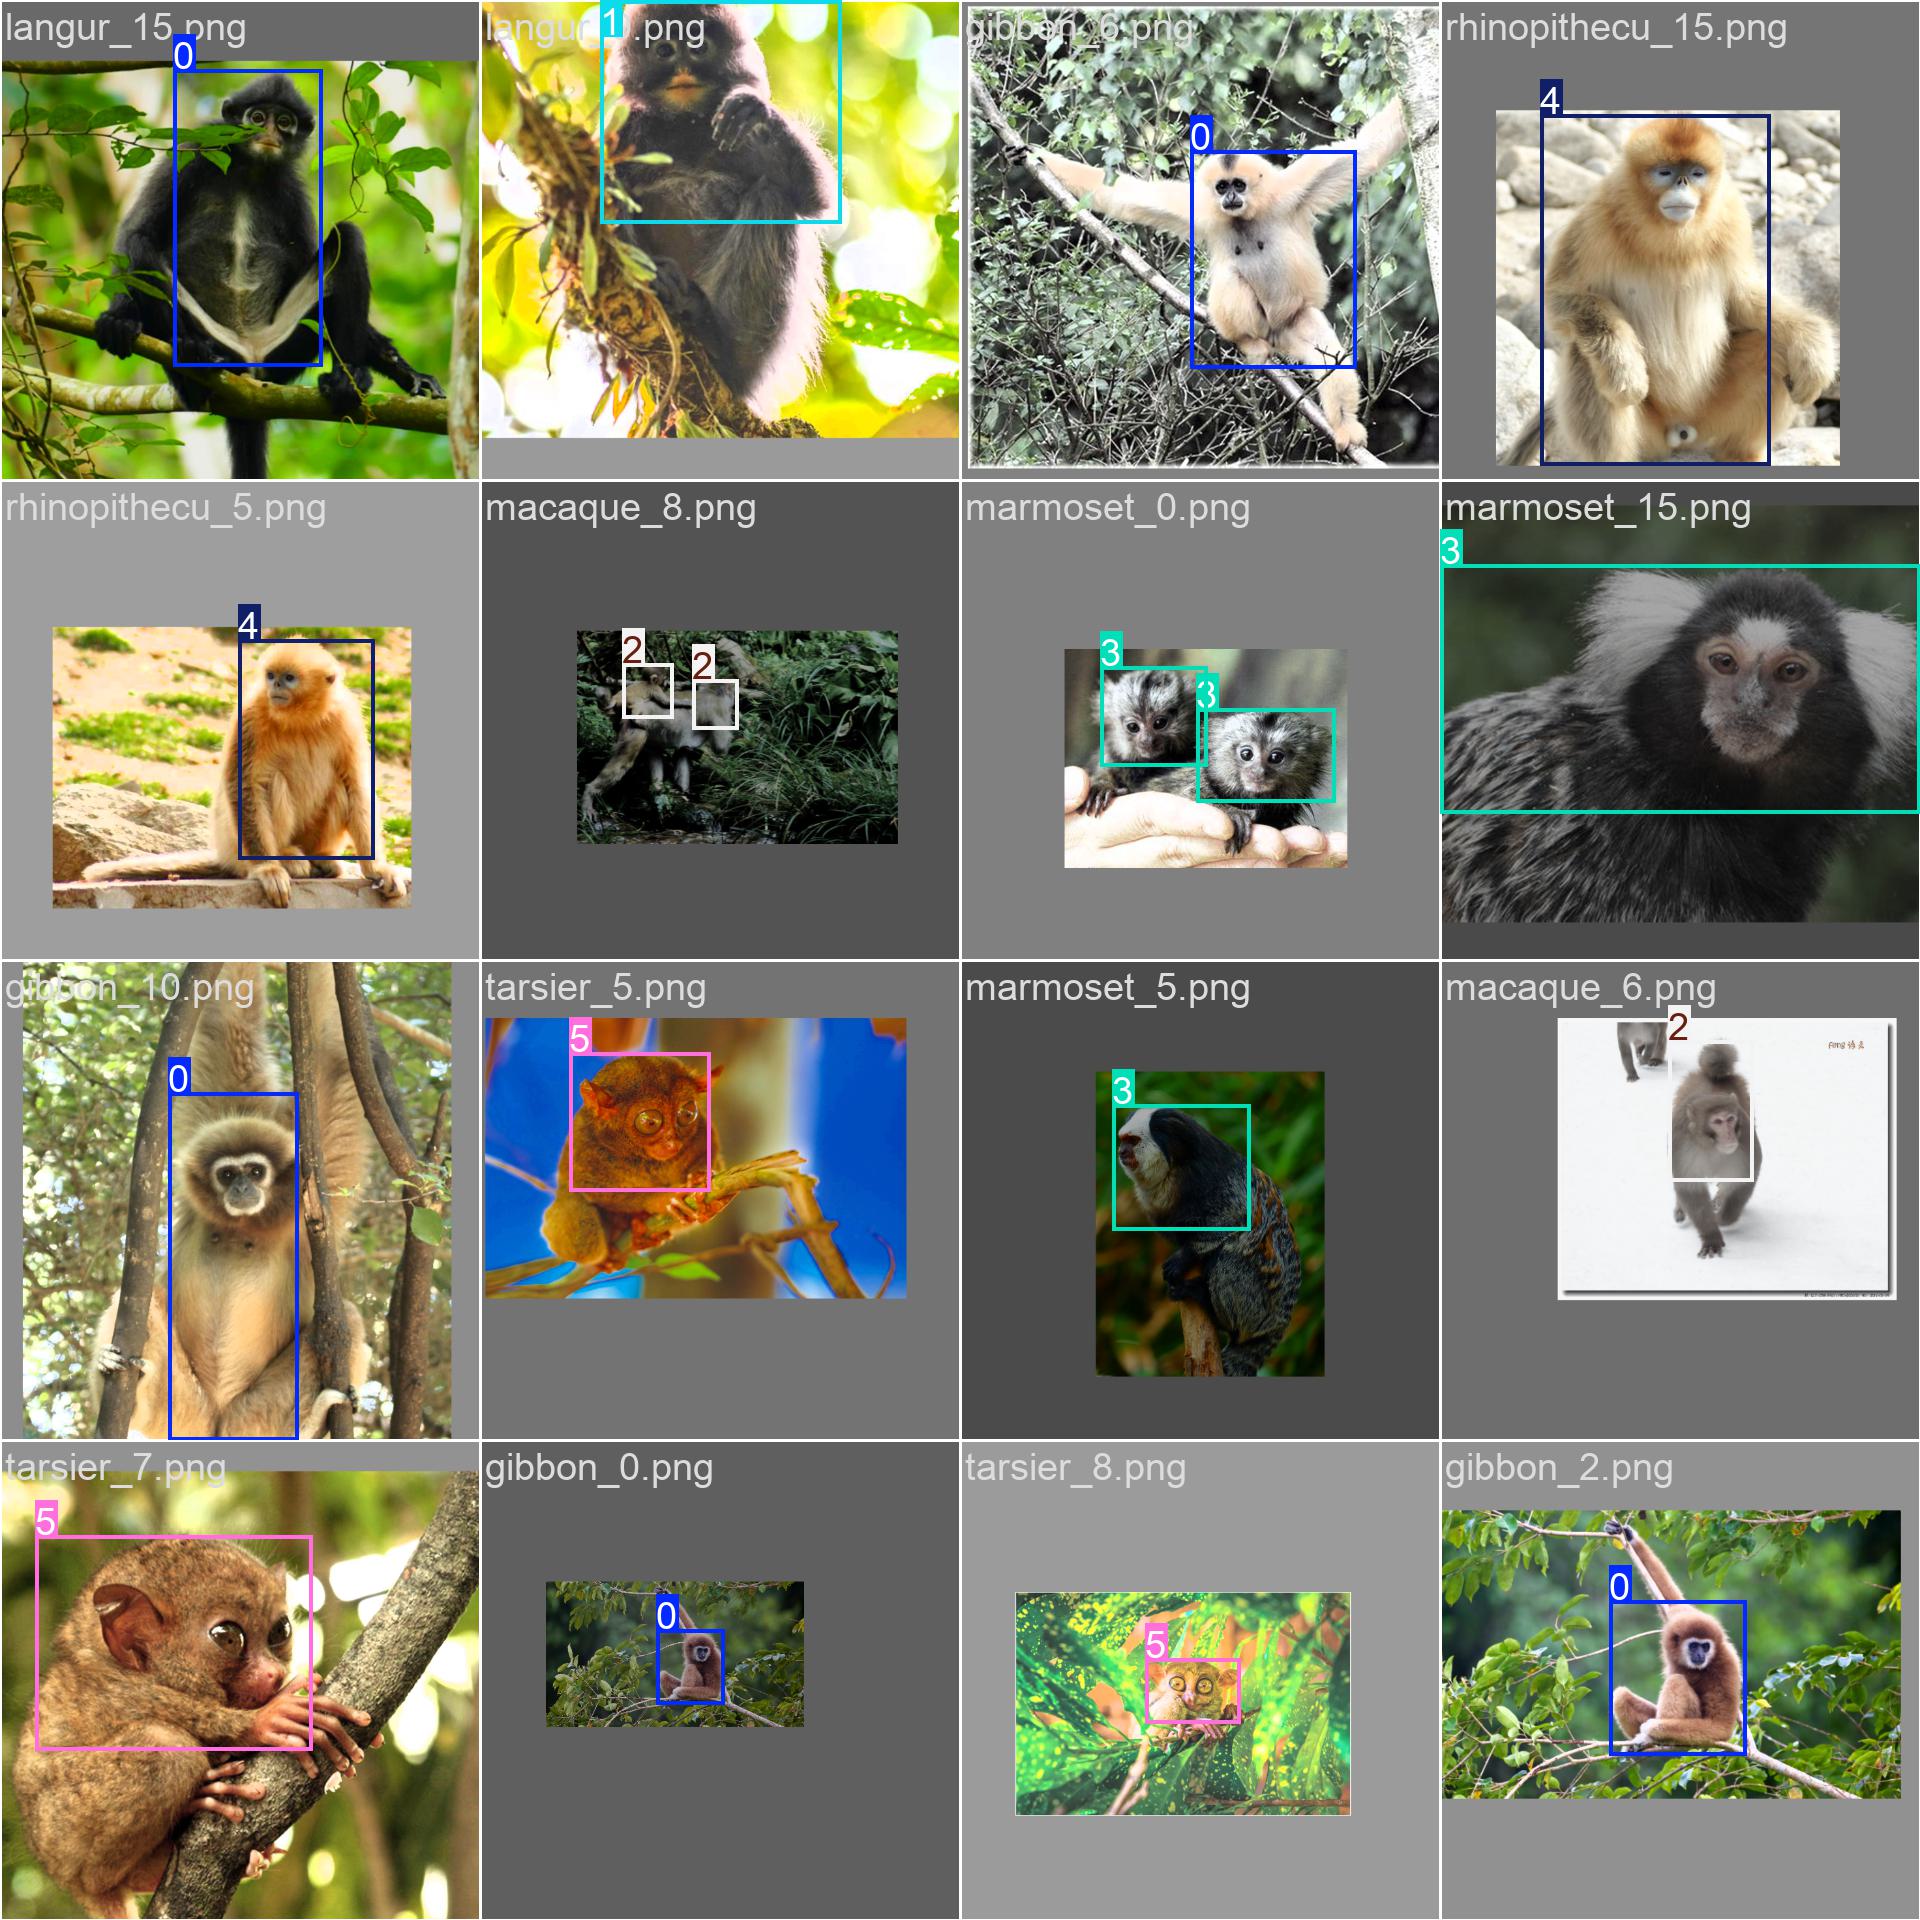 langur_15.png
0
langur_
.png
1
gibbon_6.png
0
rhinopithecu_15.png
4
rhinopithecu_5.png
4
macaque_8.png
2
2
marmoset_0.png
3
3
marmoset_15.png
3
gibbon_10.png
0
tarsier_5.png
5
marmoset_5.png
3
macaque_6.png
2
tarsier_7.png
5
gibbon_0.png
0
tarsier_8.png
5
gibbon_2.png
0